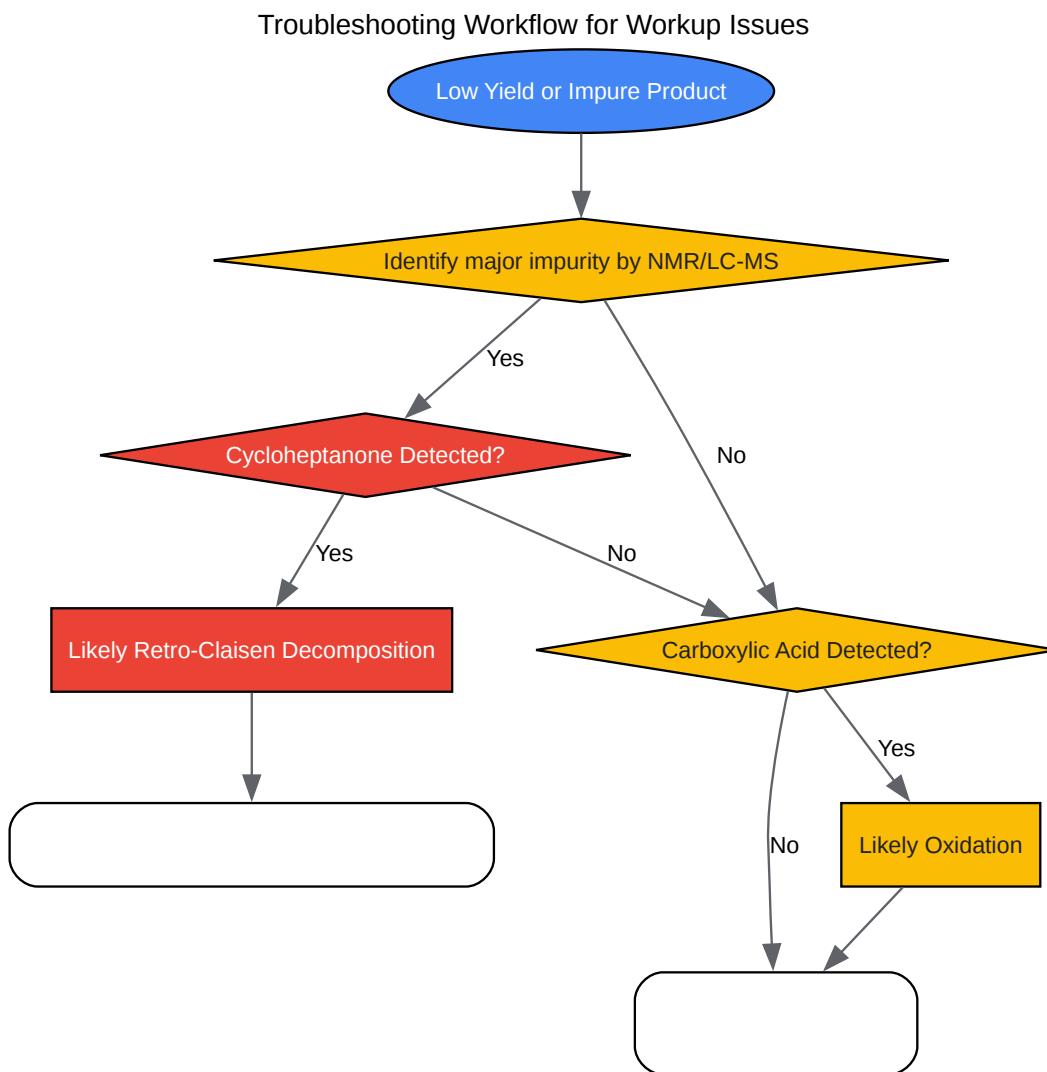 Troubleshooting Workflow for Workup Issues
Low Yield or Impure Product
Identify major impurity by NMR/LC-MS
Yes
No
Cycloheptanone Detected?
Yes
No
Likely Retro-Claisen Decomposition
Carboxylic Acid Detected?
Yes
No
Likely Oxidation